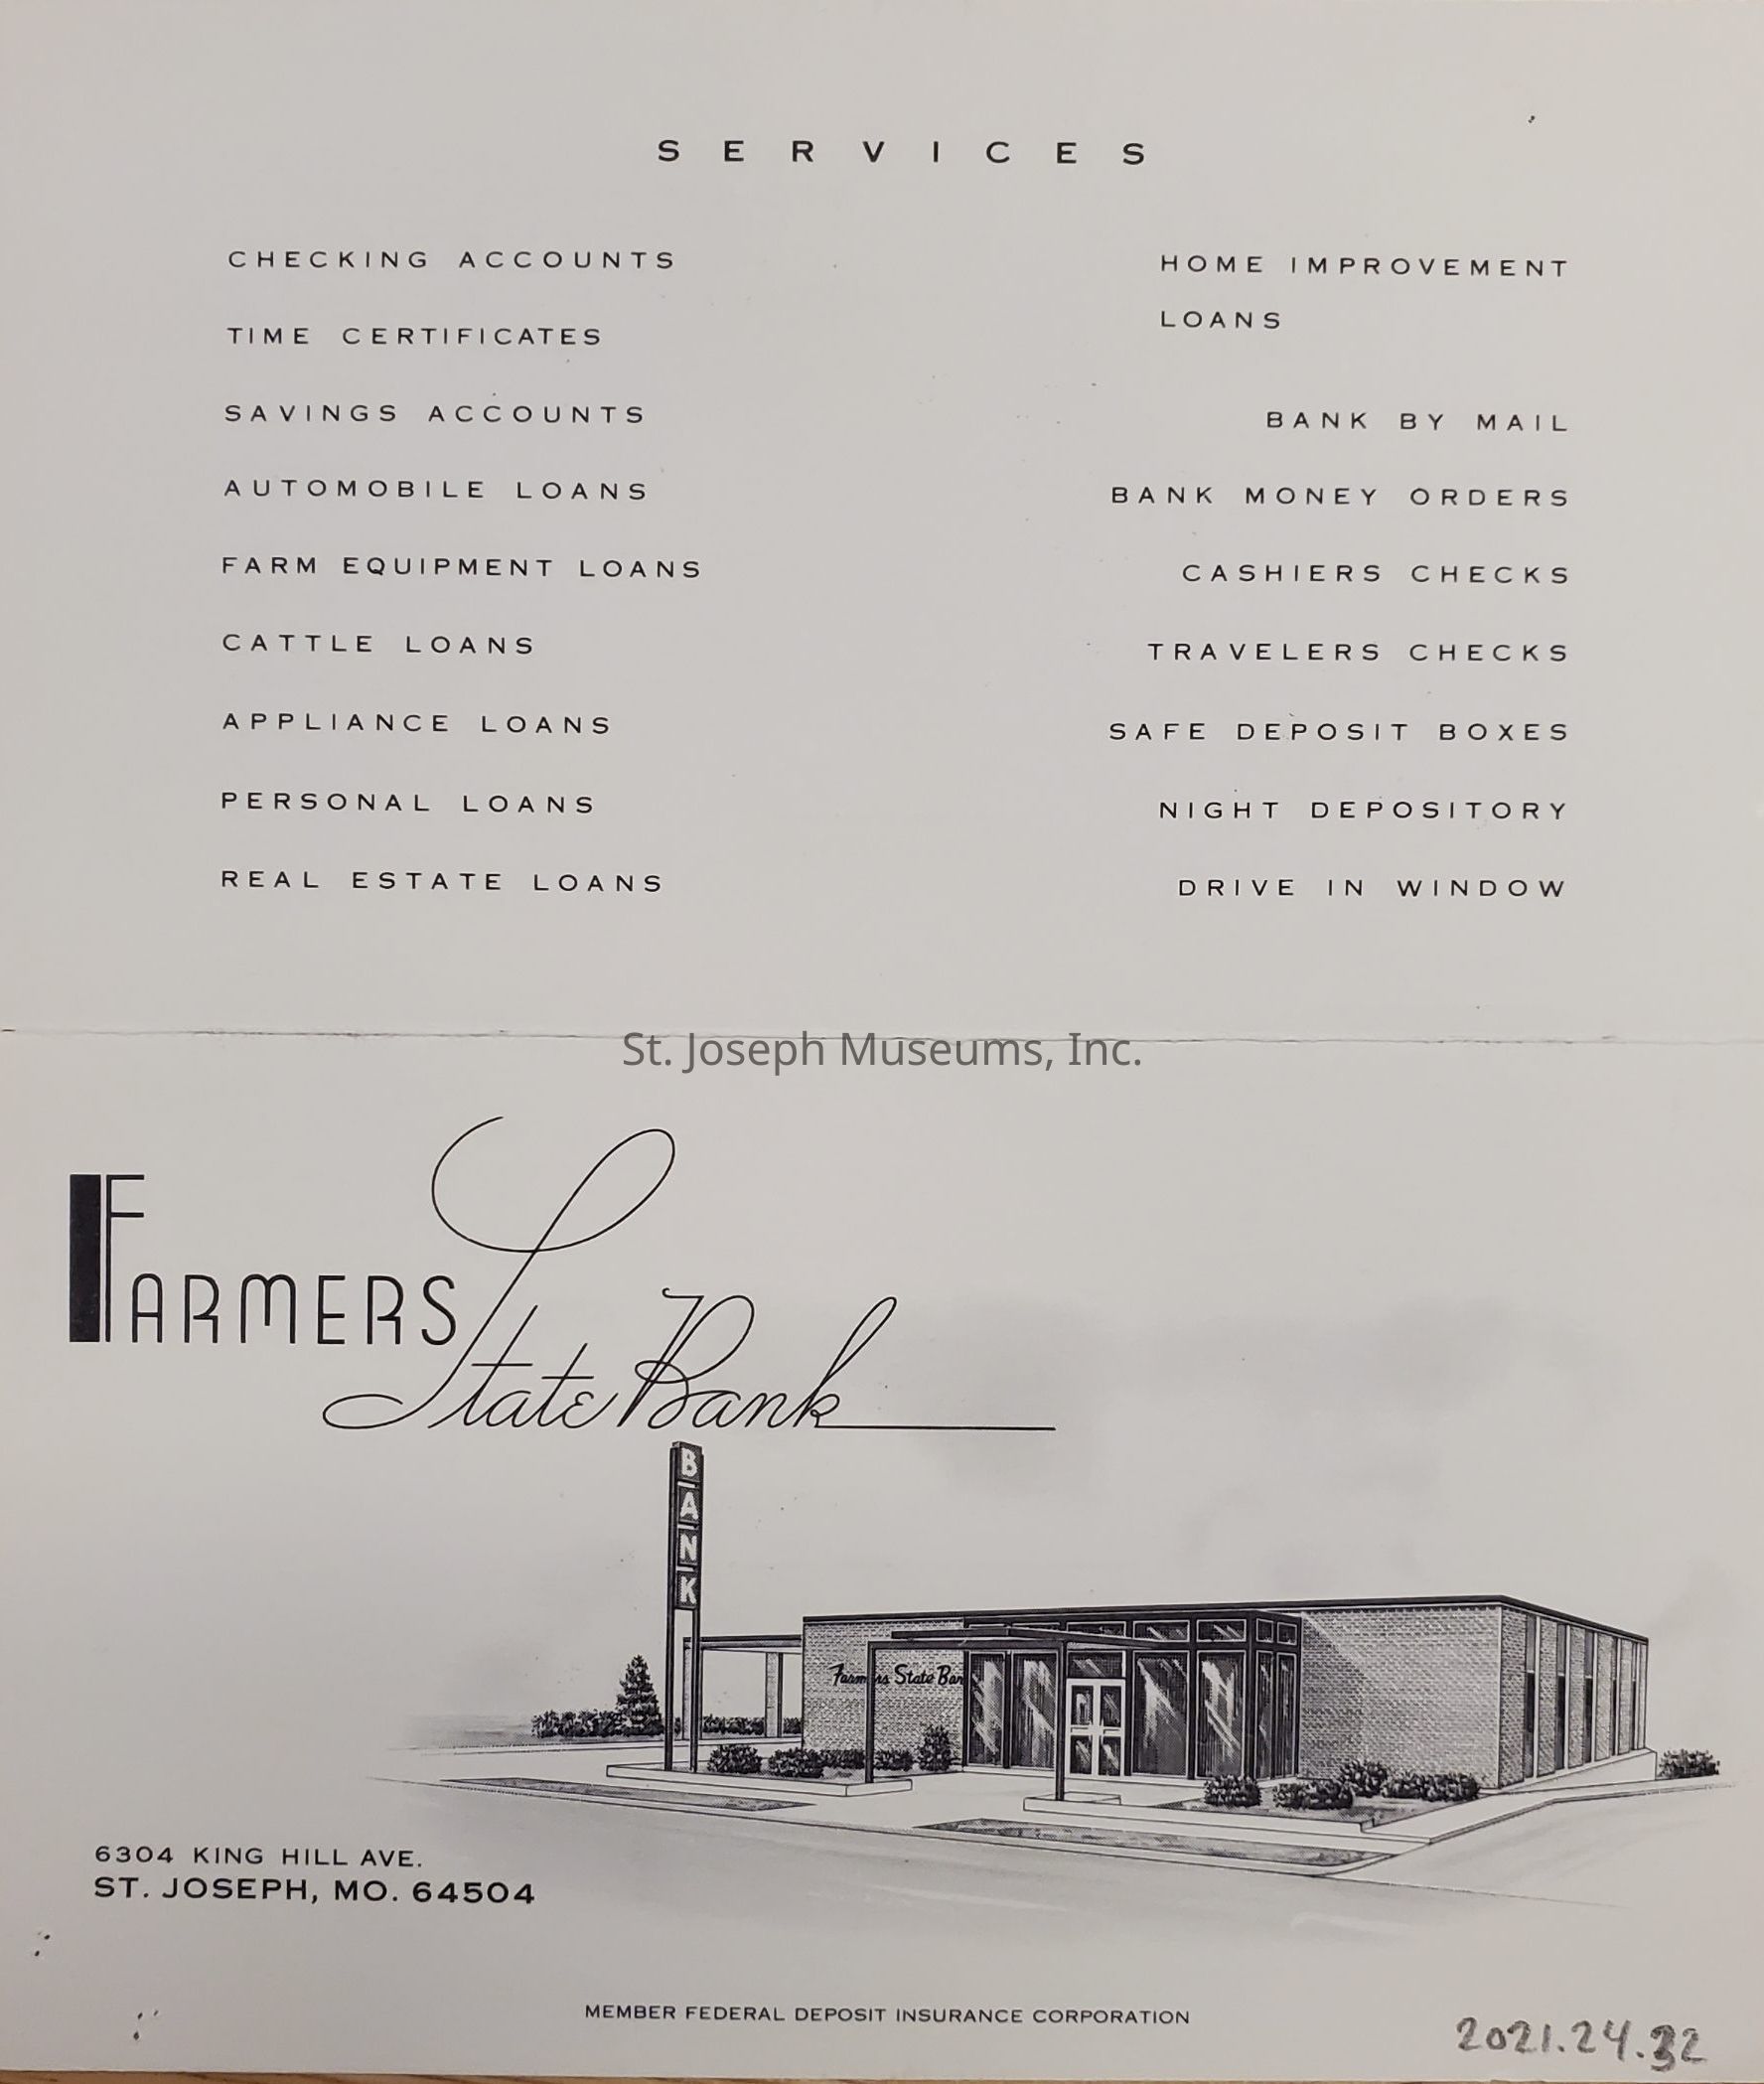 SERVICES
CHECKING ACCOUNTS
TIME CERTIFICATES
SAVINGS ACCOUNTS
AUTOMOBILE LOANS
FARM EQUIPMENT LOANS
CATTLE LOANS
APPLIANCE LOANS
PERSONAL LOANS
REAL ESTATE LOANS
HOME IMPROVEMENT
LOANS
BANK BY MAIL
BANK MONEY ORDERS
CASHIERS CHECKS
TRAVELERS CHECKS
SAFE DEPOSIT BOXES
NIGHT DEPOSITORY
DRIVE IN WINDOW
St. Joseph Museums, Inc.
FARMERS
State Bank
BANK
Farmers State Ban
6304 KING HILL AVE.
ST. JOSEPH, MO. 64504
MEMBER FEDERAL DEPOSIT INSURANCE CORPORATION
2021.24.32